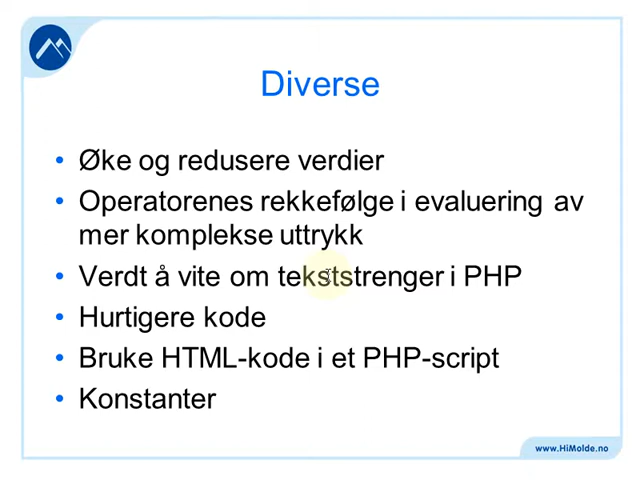 Diverse
• Øke og redusere verdier
• Operatorenes rekkefølge i evaluering av
mer komplekse uttrykk
• Verdt å vite om tekststrenger i PHP
• Hurtigere kode
• Bruke HTML-kode i et PHP-script
• Konstanter
www.HiMolde.no